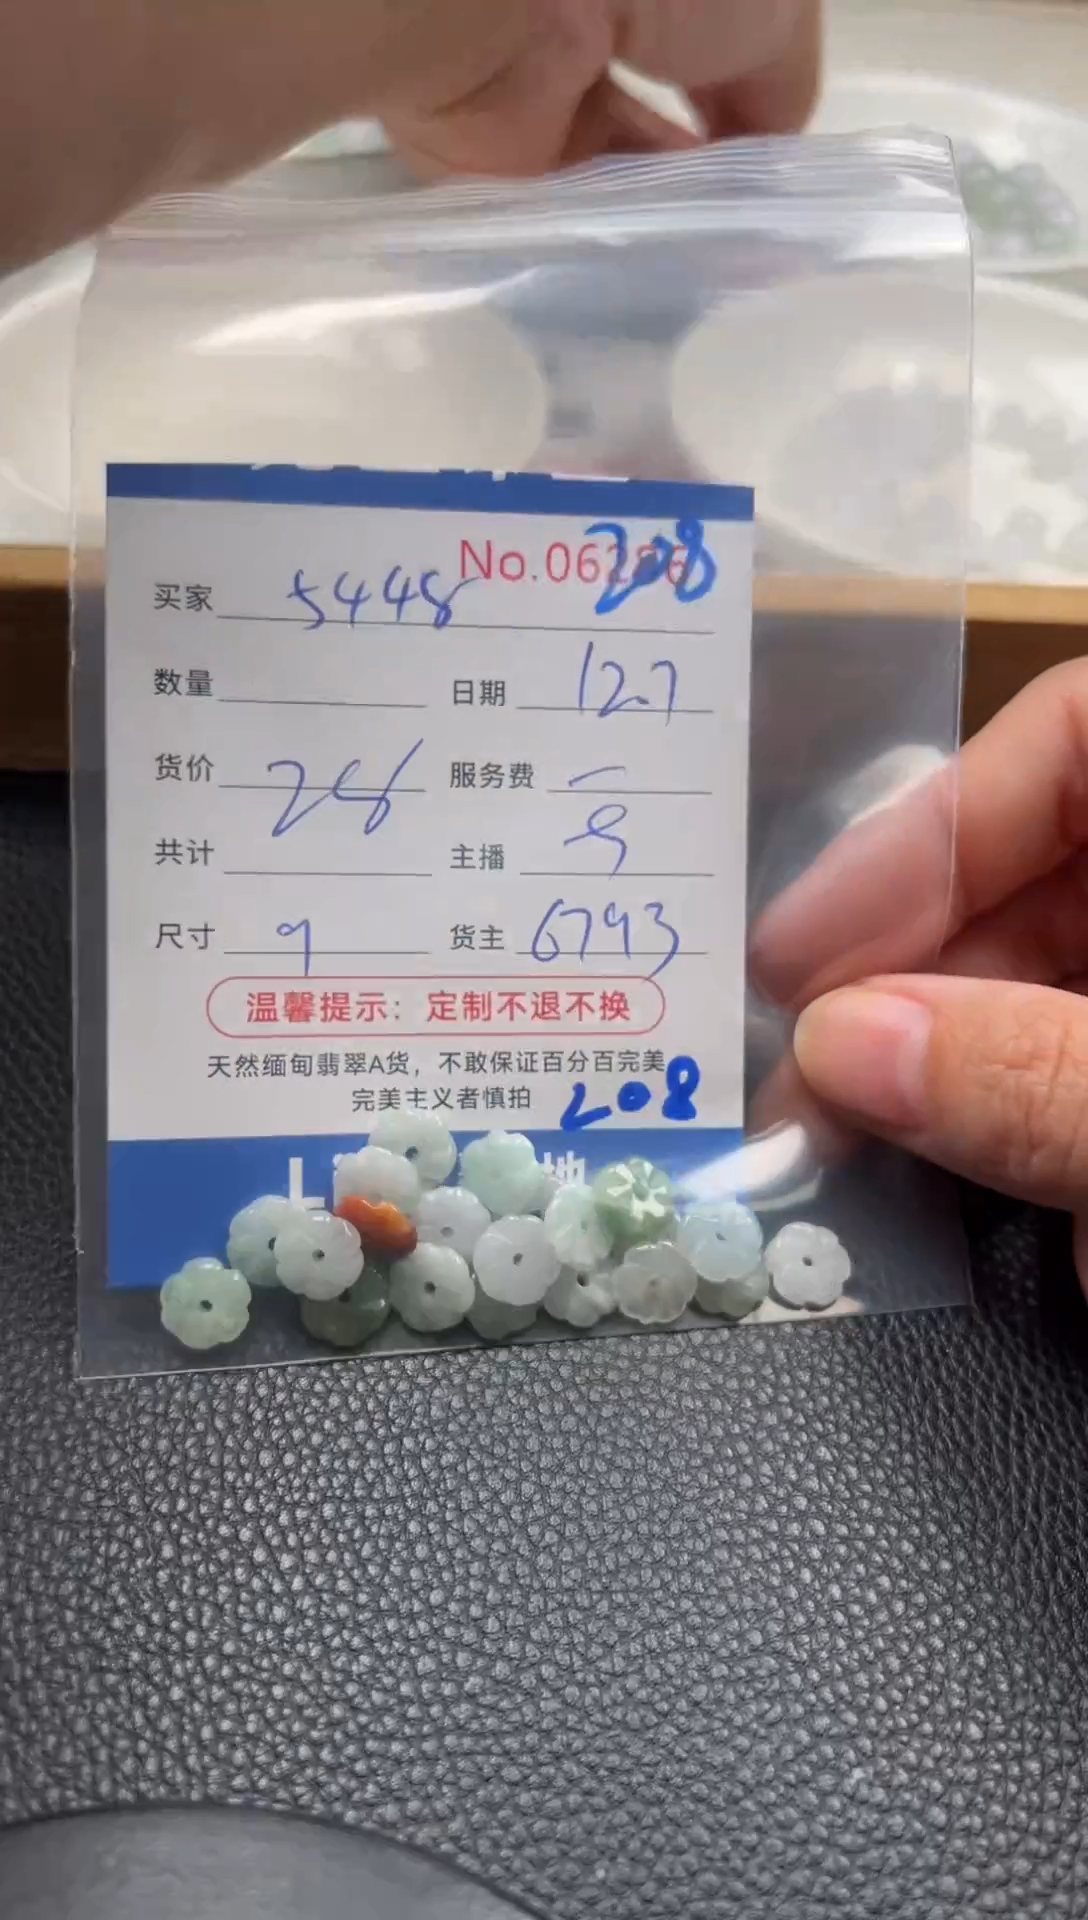 No.06286
208
买家 5448
数量 日期 12.7
货价 服务费 一
共计 主播
尺寸 9 货主 6793
温馨提示：定制不退不换
天然缅甸翡翠A货，不敢保证百分百完美
完美主义者慎拍
208